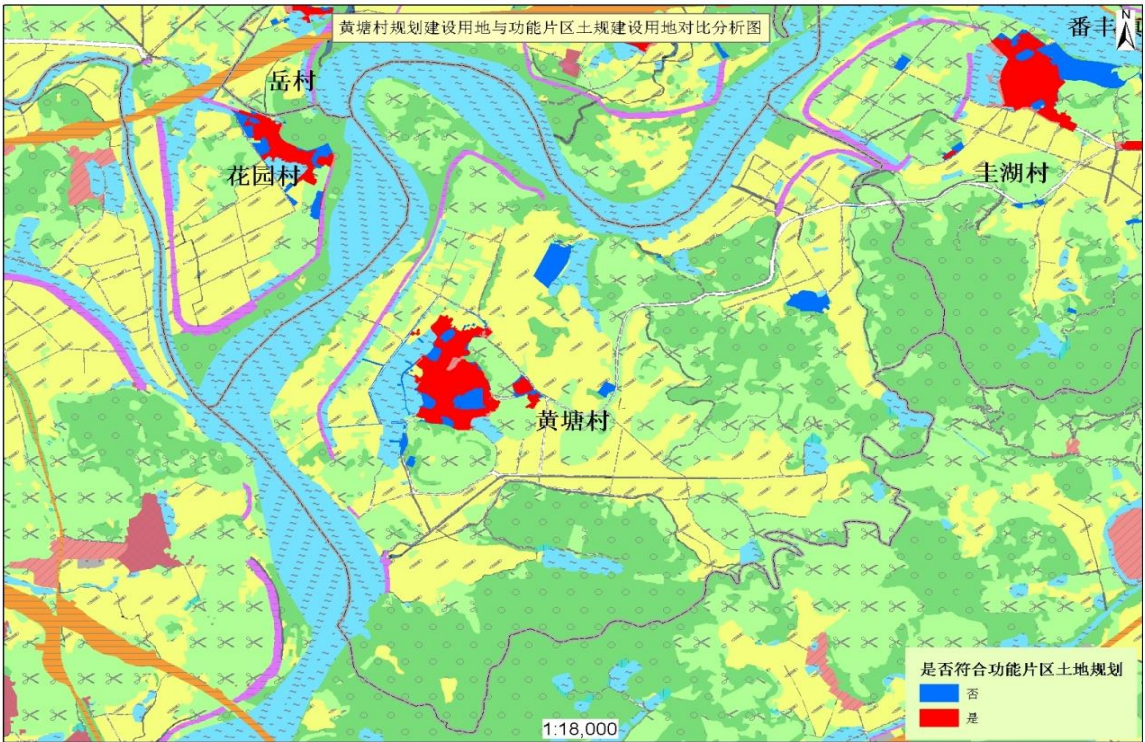 黄塘村规划建设用地与功能片区土规建设用地对比分析图
番丰
N
岳村
花园村
圭湖村
黄塘村
是否符合功能片区土地规划
否
是
1:18,000